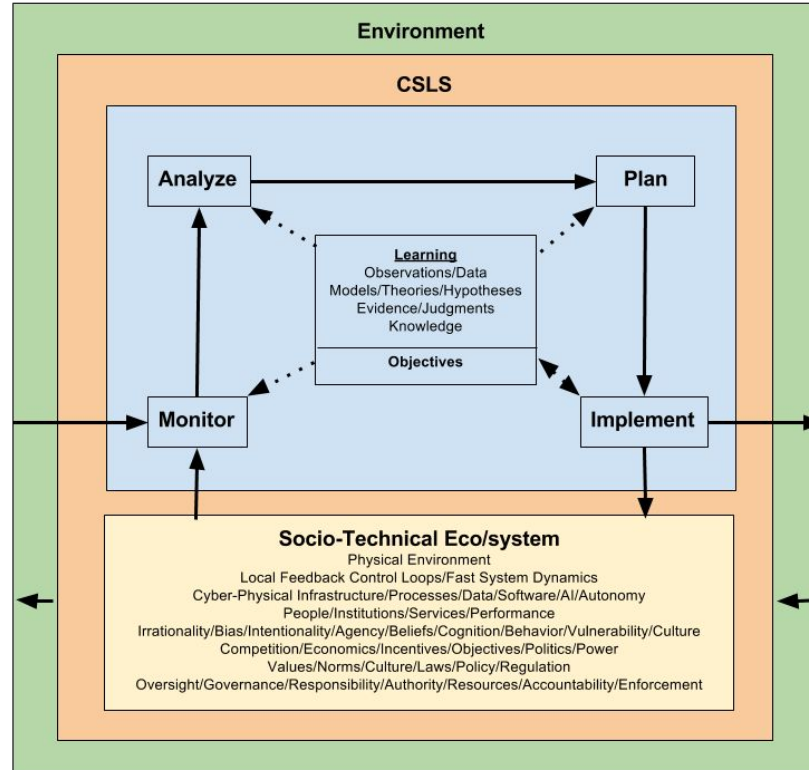 Environment
CSLS
Analyze
Plan
Learning
Observations/Data
Models/Theories/Hypotheses
Evidence/Judgments
Knowledge
Objectives
Monitor
Implement
Socio-Technical Eco/system
Physical Environment
Local Feedback Control Loops/Fast System Dynamics
Cyber-Physical Infrastructure/Processes/Data/Software/AI/Autonomy
People/Institutions/Services/Performance
Irrationality/Bias/Intentionality/Agency/Beliefs/Cognition/Behavior/Vulnerability/Culture
Competition/Economics/Incentives/Objectives/Politics/Power
Values/Norms/Culture/Laws/Policy/Regulation
Oversight/Governance/Responsibility/Authority/Resources/Accountability/Enforcement